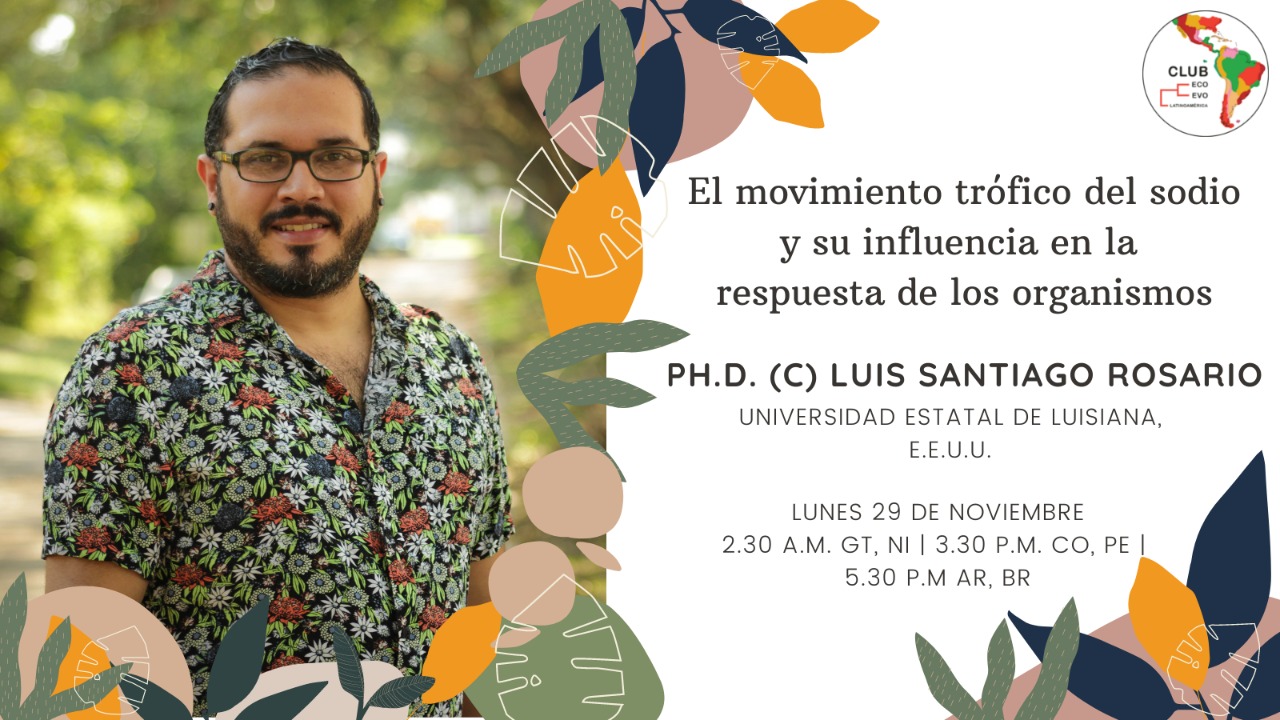 CLUB
ECO
EVO
LATINOAMÉRICA
El movimiento trófico del sodio
y su influencia en la
respuesta de los organismos
PH.D. (C) LUIS SANTIAGO ROSARIO
UNIVERSIDAD ESTATAL DE LUISIANA,
E.E.U.U.
LUNES 29 DE NOVIEMBRE
2.30 A.M. GT, NI | 3.30 P.M. CO, PE |
5.30 P.M AR, BR